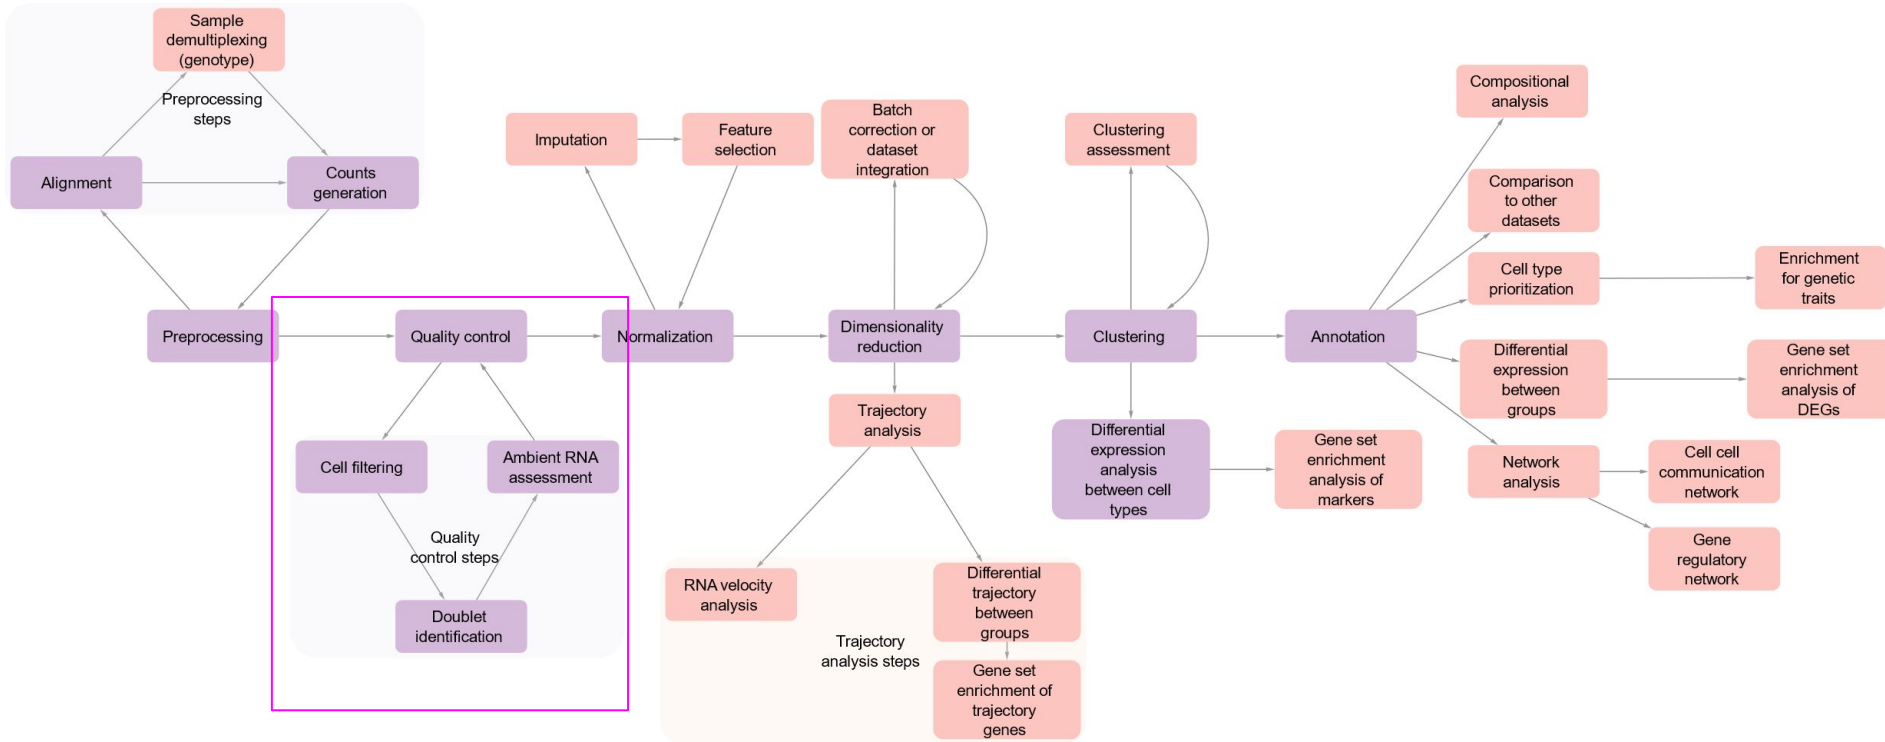 Sample
demultiplexing
(genotype)
Preprocessing
steps
Alignment
Counts
generation
Preprocessing
Quality control
Cell filtering
Ambient RNA
assessment
Quality
control steps
Doublet
identification
Imputation
Feature
selection
Normalization
Batch
correction or
dataset
integration
Dimensionality
reduction
Trajectory
analysis
RNA velocity
analysis
Trajectory
analysis steps
Differential
trajectory
between
groups
Gene set
enrichment of
trajectory
genes
Clustering
assessment
Clustering
Differential
expression
analysis
between cell
types
Gene set
enrichment
analysis of
markers
Annotation
Compositional
analysis
Comparison
to other
datasets
Cell type
prioritization
Enrichment
for genetic
traits
Differential
expression
between
groups
Gene set
enrichment
analysis of
DEGs
Network
analysis
Cell cell
communication
network
Gene
regulatory
network